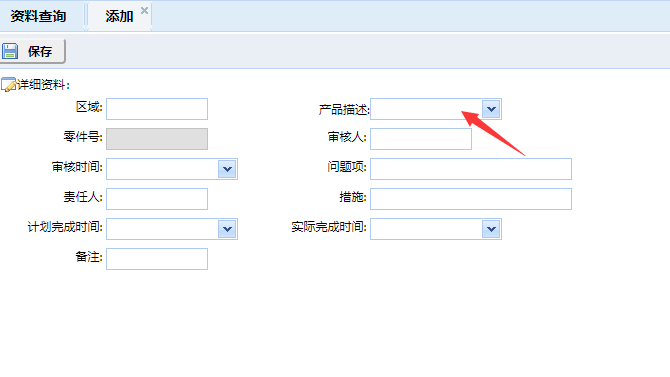 资料查询 添加
保存
详细资料:
区域: 产品描述:
零件号: 审核人:
审核时间: 问题项:
责任人: 措施:
计划完成时间: 实际完成时间:
备注: